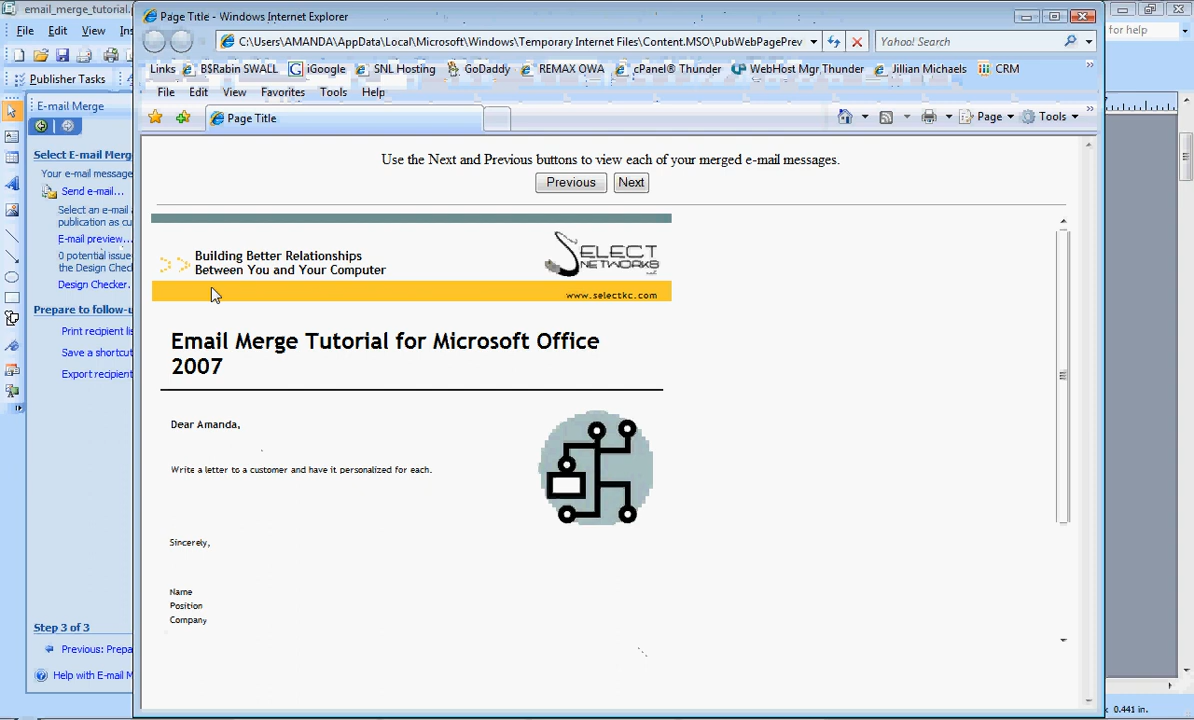 email_merge_tutorial.p
File Edit View Ins
Publisher Tasks
E-mail Merge
Select E-mail Merg
Your e-mail message
Send e-mail...
Select an e-mail a
publication as cu
E-mail preview...
0 potential issue
the Design Check
Design Checker.
Prepare to follow-u
Print recipient lis
Save a shortcut
Export recipient
Step 3 of 3
Previous: Prepa
Help with E-mail M
Page Title - Windows Internet Explorer
C:\Users\AMANDA\AppData\Local\Microsoft\Windows\Temporary Internet Files\Content.MSO\PubWebPagePrev
Yahoo! Search
Links BSRabin SWALL iGoogle SNL Hosting GoDaddy REMAX OWA cPanel® Thunder WebHost Mgr Thunder Jillian Michaels CRM
File Edit View Favorites Tools Help
Page Title
Page Tools
Use the Next and Previous buttons to view each of your merged e-mail messages.
Previous Next
Building Better Relationships
Between You and Your Computer
SELECT
NETWORKS
www.selectkc.com
Email Merge Tutorial for Microsoft Office
2007
Dear Amanda,
Write a letter to a customer and have it personalized for each.
Sincerely,
Name
Position
Company
for help
0.441 in.